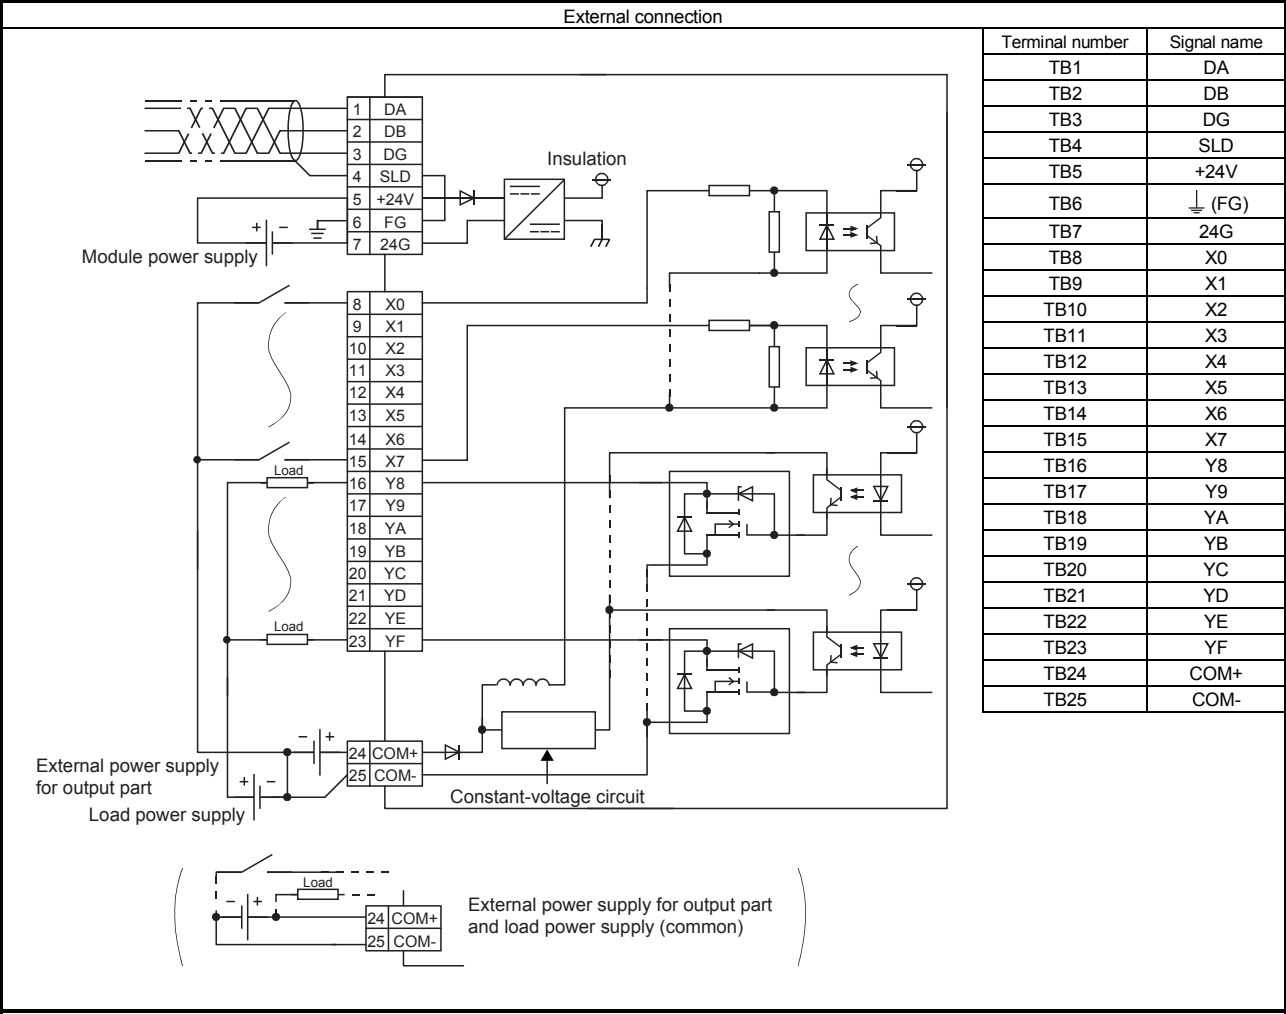 External connection
1 DA
2 DB
3 DG
4 SLD
5 +24V
6 FG
7 24G
Insulation
+ −
Module power supply
8 X0
9 X1
10 X2
11 X3
12 X4
13 X5
14 X6
15 X7
Load
16 Y8
17 Y9
18 YA
19 YB
20 YC
21 YD
22 YE
Load
23 YF
− +
24 COM+
25 COM-
External power supply
for output part
+ −
Load power supply
Constant-voltage circuit
Load
− +
24 COM+
25 COM-
External power supply for output part
and load power supply (common)
Terminal number Signal name
TB1 DA
TB2 DB
TB3 DG
TB4 SLD
TB5 +24V
TB6 (FG)
TB7 24G
TB8 X0
TB9 X1
TB10 X2
TB11 X3
TB12 X4
TB13 X5
TB14 X6
TB15 X7
TB16 Y8
TB17 Y9
TB18 YA
TB19 YB
TB20 YC
TB21 YD
TB22 YE
TB23 YF
TB24 COM+
TB25 COM-